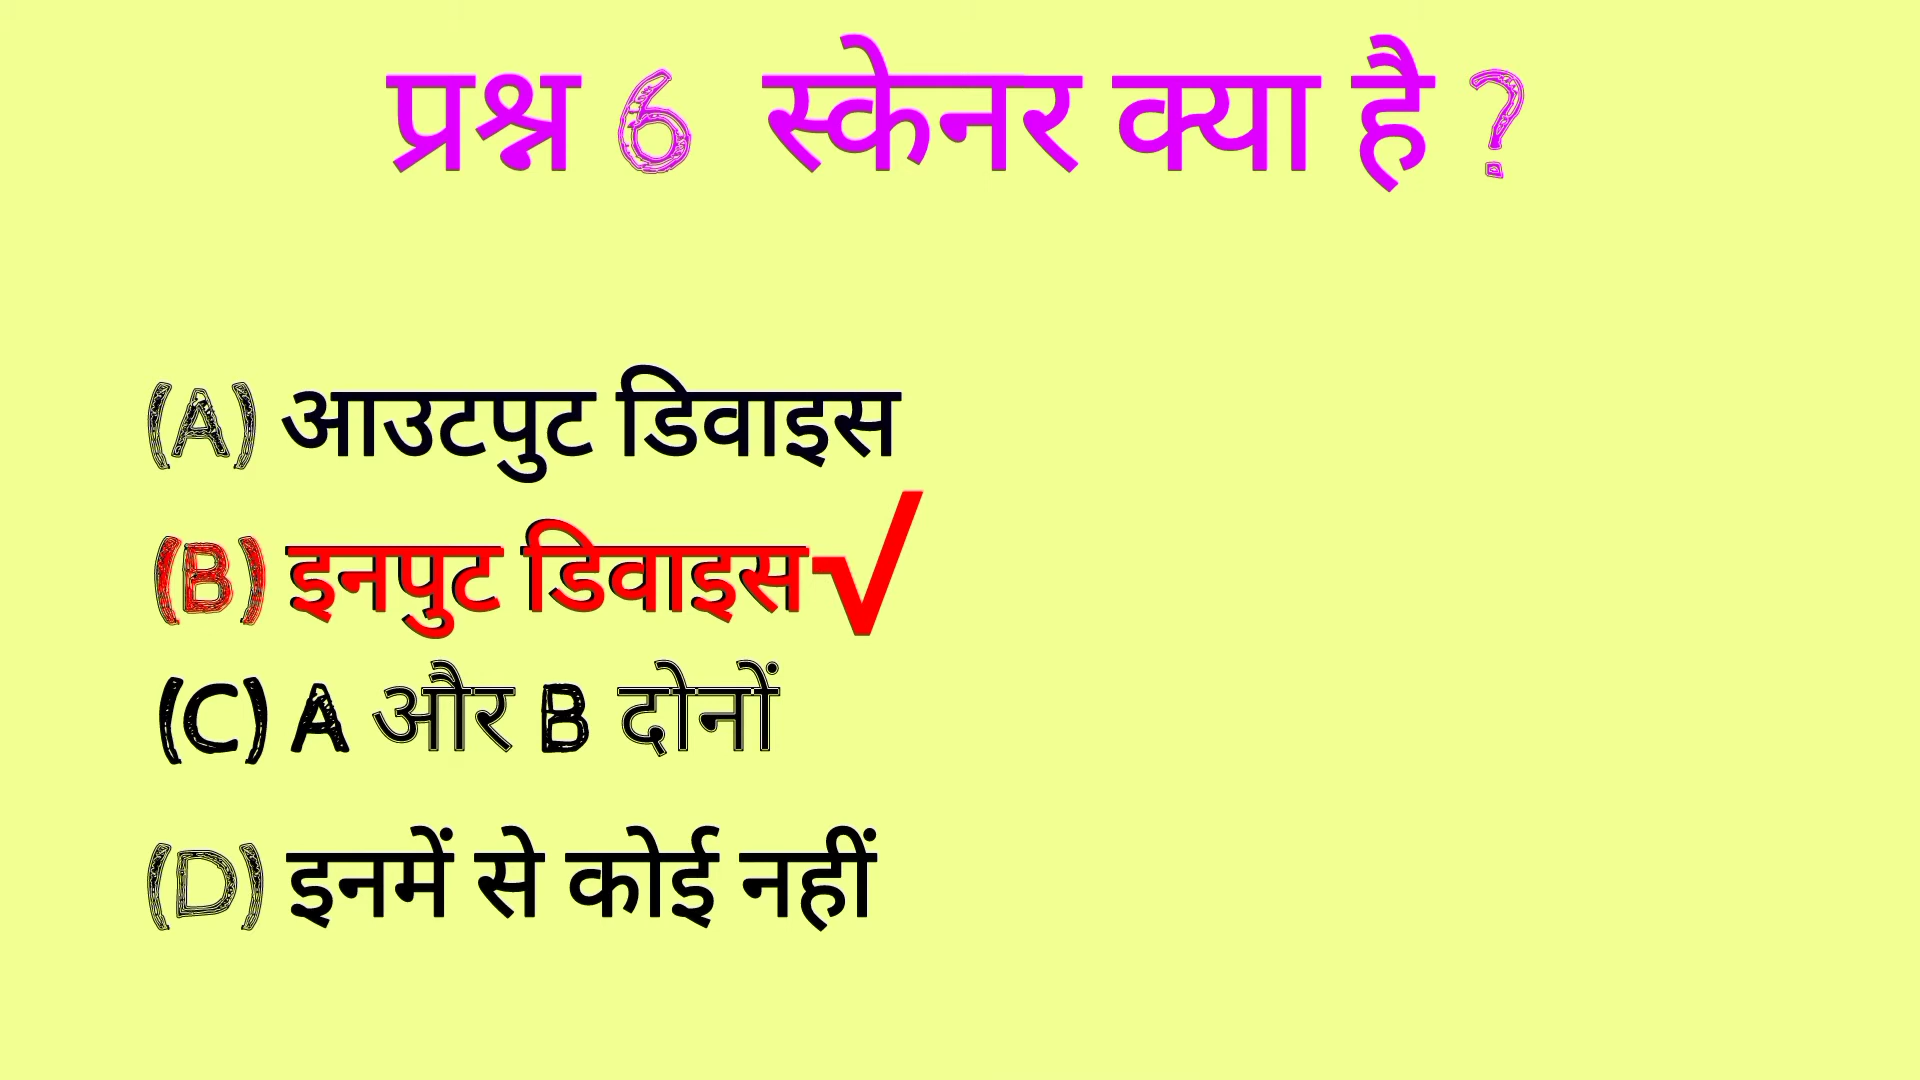 प्रश्न 6 स्केनर क्या है ?
(A) आउटपुट डिवाइस
(B) इनपुट डिवाइस√
(C) A और B दोनों
(D) इनमें से कोई नहीं